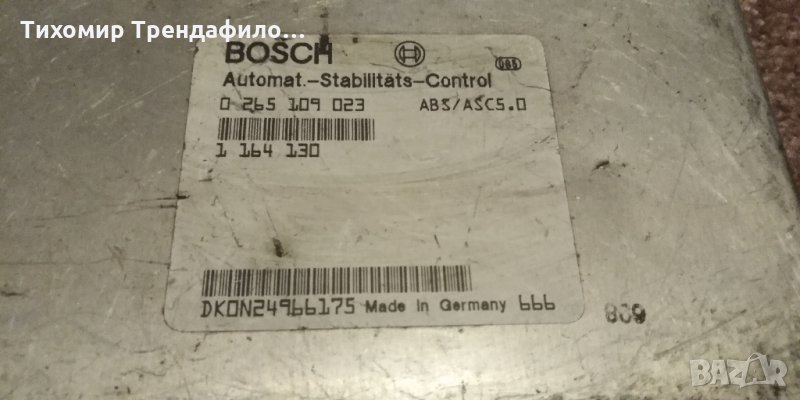 Тихомир Трендафило...
BOSCH
Automat.-Stabilitäts-Control
0 265 109 023 ABS/ASC5.0
1 164 130
DKON24966175 Made in Germany 666
809
BAZAR